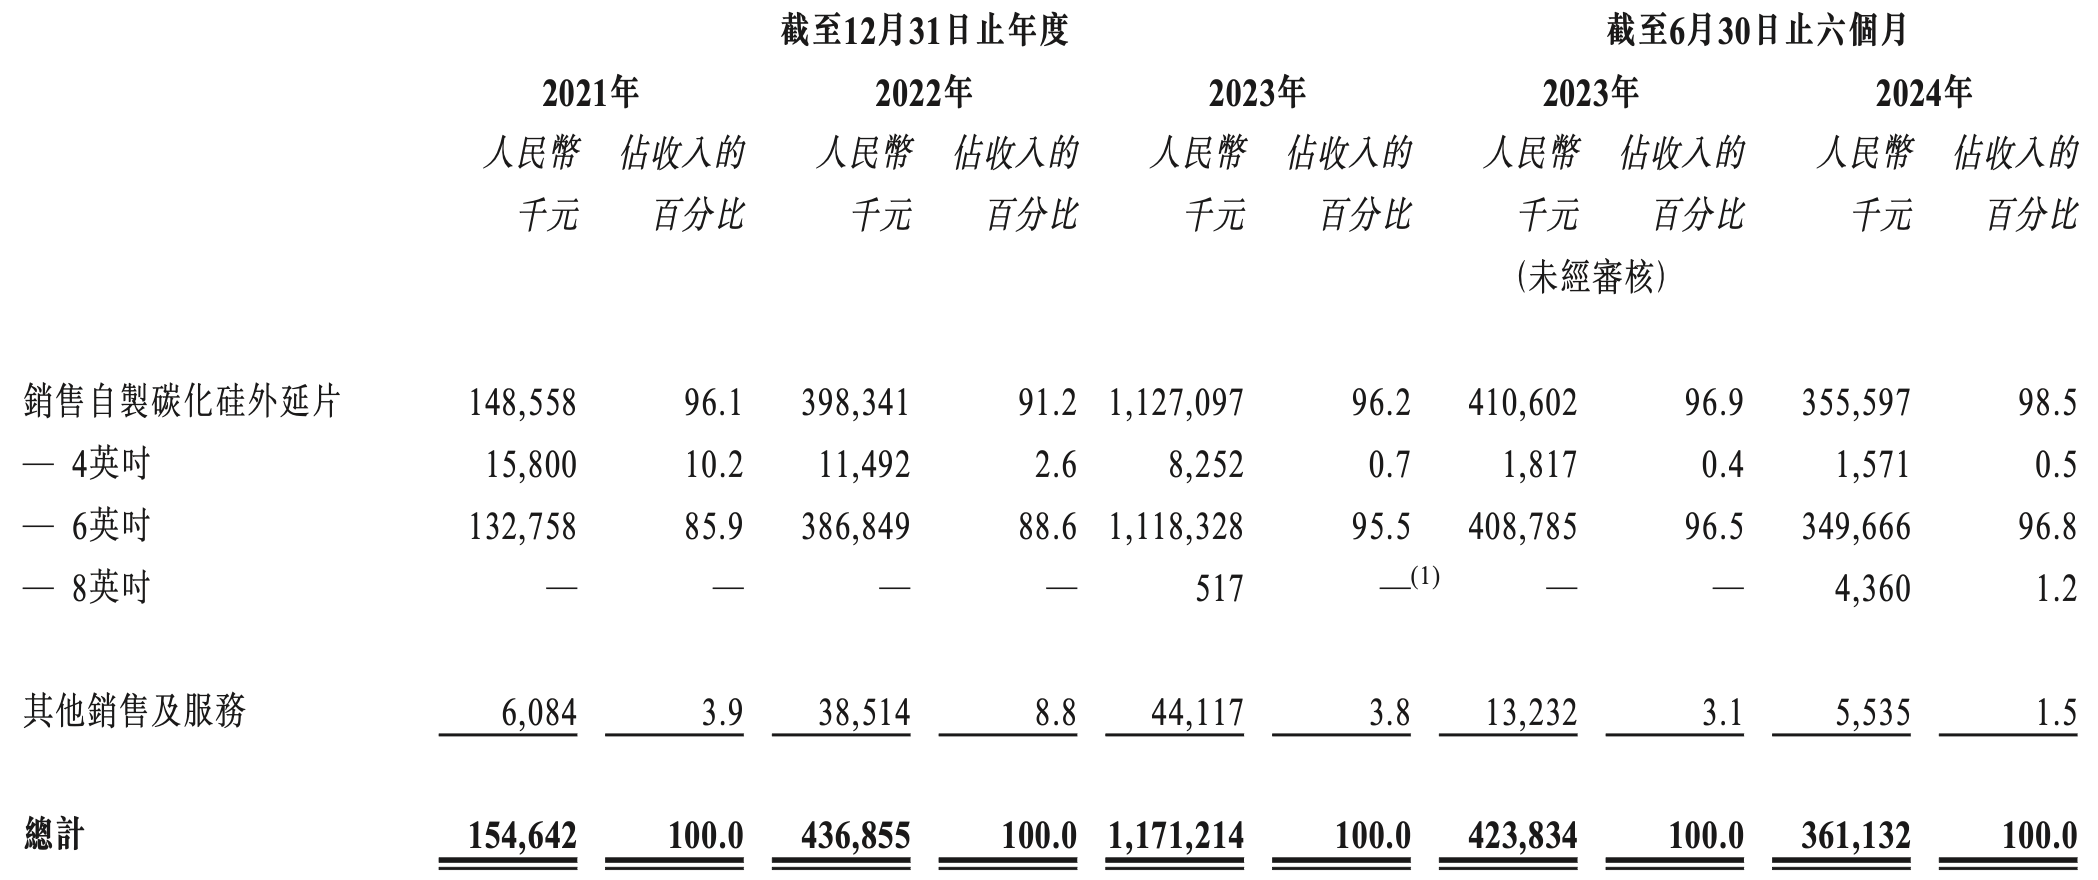 截至12月31日止年度 截至6月30日止六個月
2021年 2022年 2023年 2023年 2024年
人民幣 佔收入的 人民幣 佔收入的 人民幣 佔收入的 人民幣 佔收入的 人民幣 佔收入的
千元 百分比 千元 百分比 千元 百分比 千元 百分比 千元 百分比
(未經審核)
銷售自製碳化硅外延片 148,558 96.1 398,341 91.2 1,127,097 96.2 410,602 96.9 355,597 98.5
— 4英吋 15,800 10.2 11,492 2.6 8,252 0.7 1,817 0.4 1,571 0.5
— 6英吋 132,758 85.9 386,849 88.6 1,118,328 95.5 408,785 96.5 349,666 96.8
— 8英吋 — — — — 517 —(1) — — 4,360 1.2
其他銷售及服務 6,084 3.9 38,514 8.8 44,117 3.8 13,232 3.1 5,535 1.5
總計 154,642 100.0 436,855 100.0 1,171,214 100.0 423,834 100.0 361,132 100.0